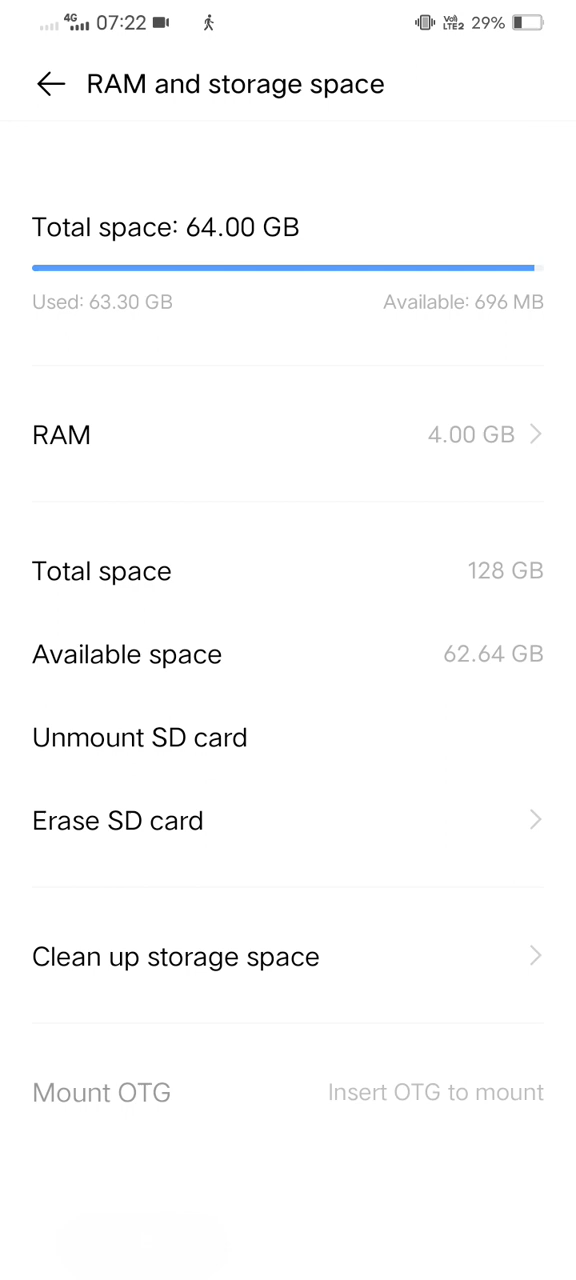 4G 07:22 VoD LTE2 29%
RAM and storage space
Total space: 64.00 GB
Used: 63.30 GB Available: 696 MB
RAM 4.00 GB
Total space 128 GB
Available space 62.64 GB
Unmount SD card
Erase SD card
Clean up storage space
Mount OTG Insert OTG to mount